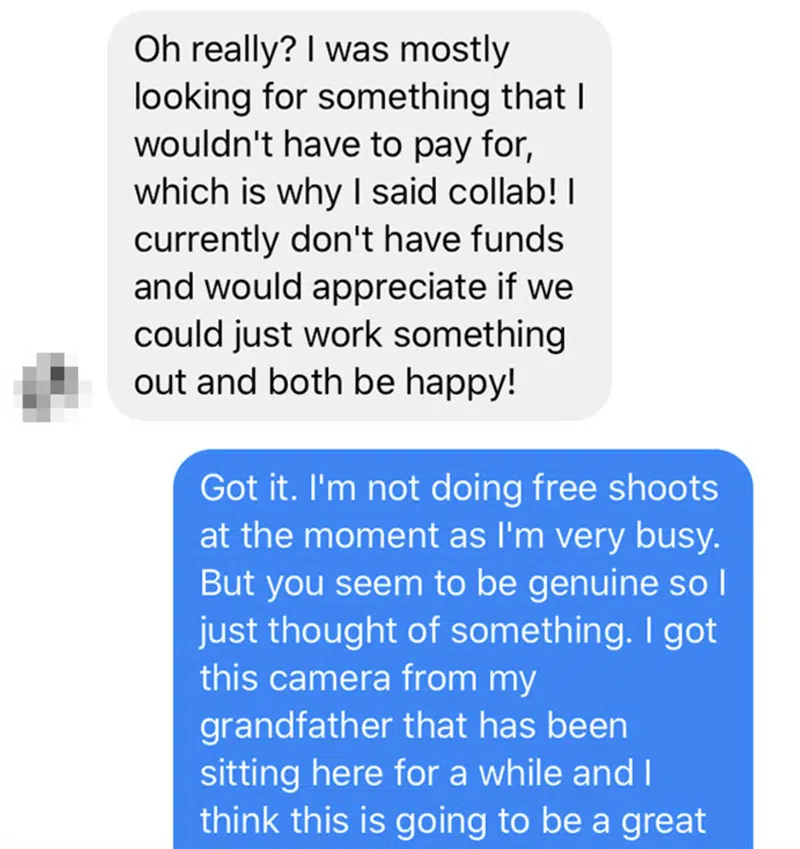 Oh really? I was mostly
looking for something that I
wouldn't have to pay for,
which is why I said collab! I
currently don't have funds
and would appreciate if we
could just work something
out and both be happy!
Got it. I'm not doing free shoots
at the moment as I'm very busy.
But you seem to be genuine so I
just thought of something. I got
this camera from my
grandfather that has been
sitting here for a while and I
think this is going to be a great